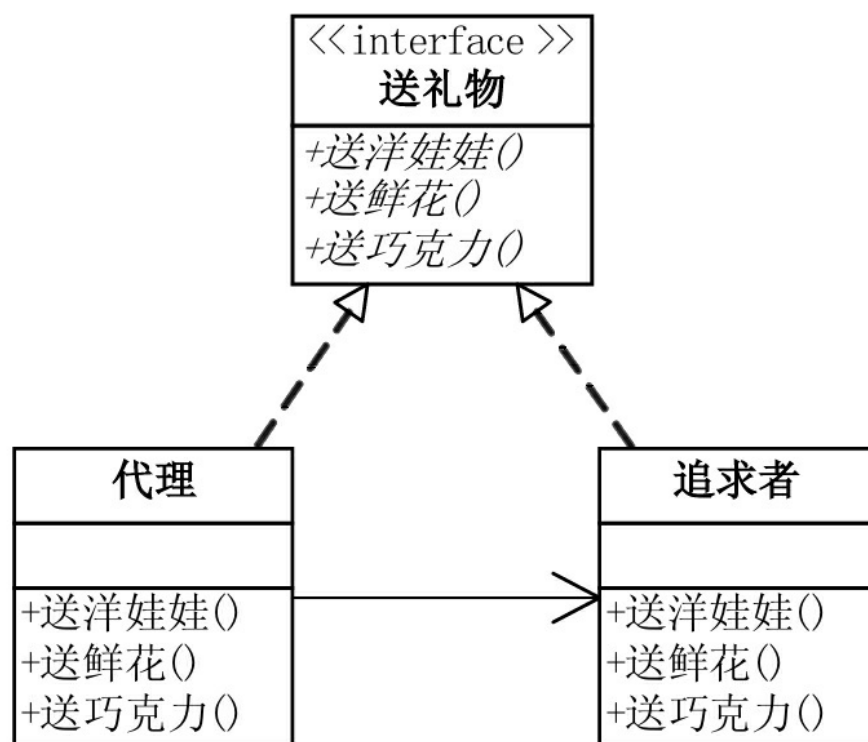 <<interface >>
送礼物
+送洋娃娃()
+送鲜花()
+送巧克力()
代理
+送洋娃娃()
+送鲜花()
+送巧克力()
追求者
+送洋娃娃()
+送鲜花()
+送巧克力()